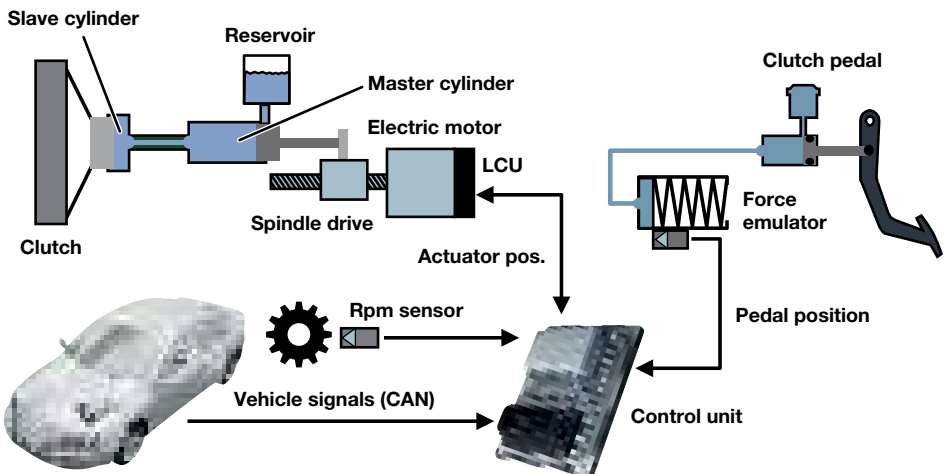 Slave cylinder
Reservoir
Master cylinder
Clutch pedal
Electric motor
LCU
Spindle drive
Clutch
Force
emulator
Actuator pos.
Rpm sensor
Pedal position
Vehicle signals (CAN)
Control unit